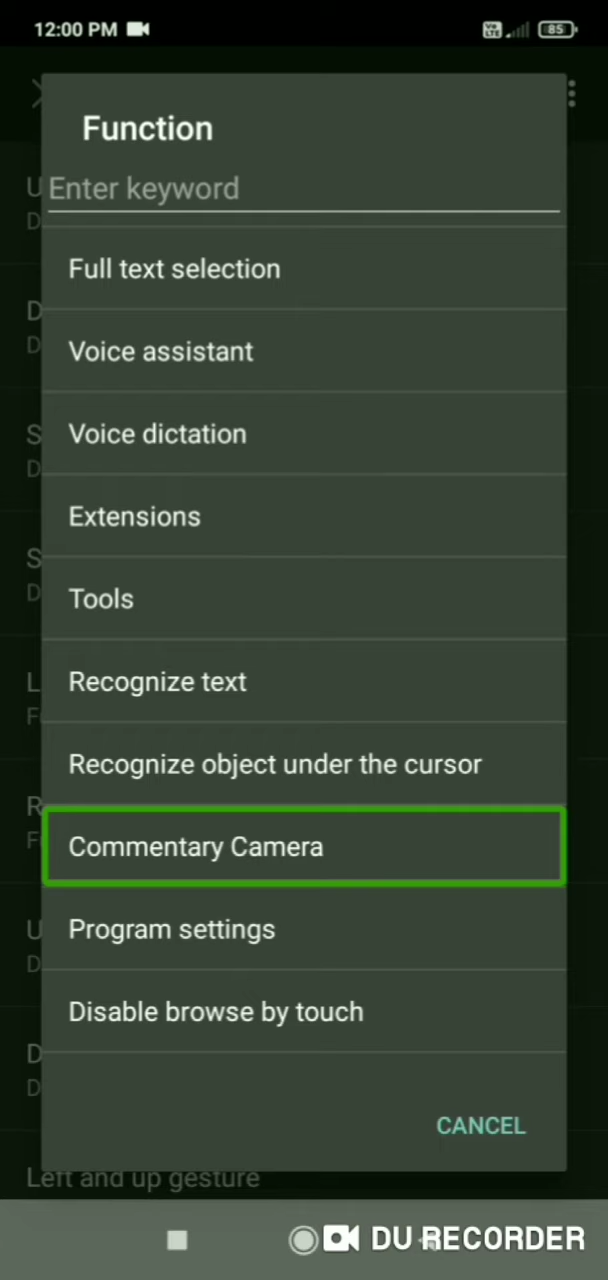 12:00 PM
VO LTE
85
Function
Enter keyword
Full text selection
Voice assistant
Voice dictation
Extensions
Tools
Recognize text
Recognize object under the cursor
Commentary Camera
Program settings
Disable browse by touch
CANCEL
Left and up gesture
DU RECORDER